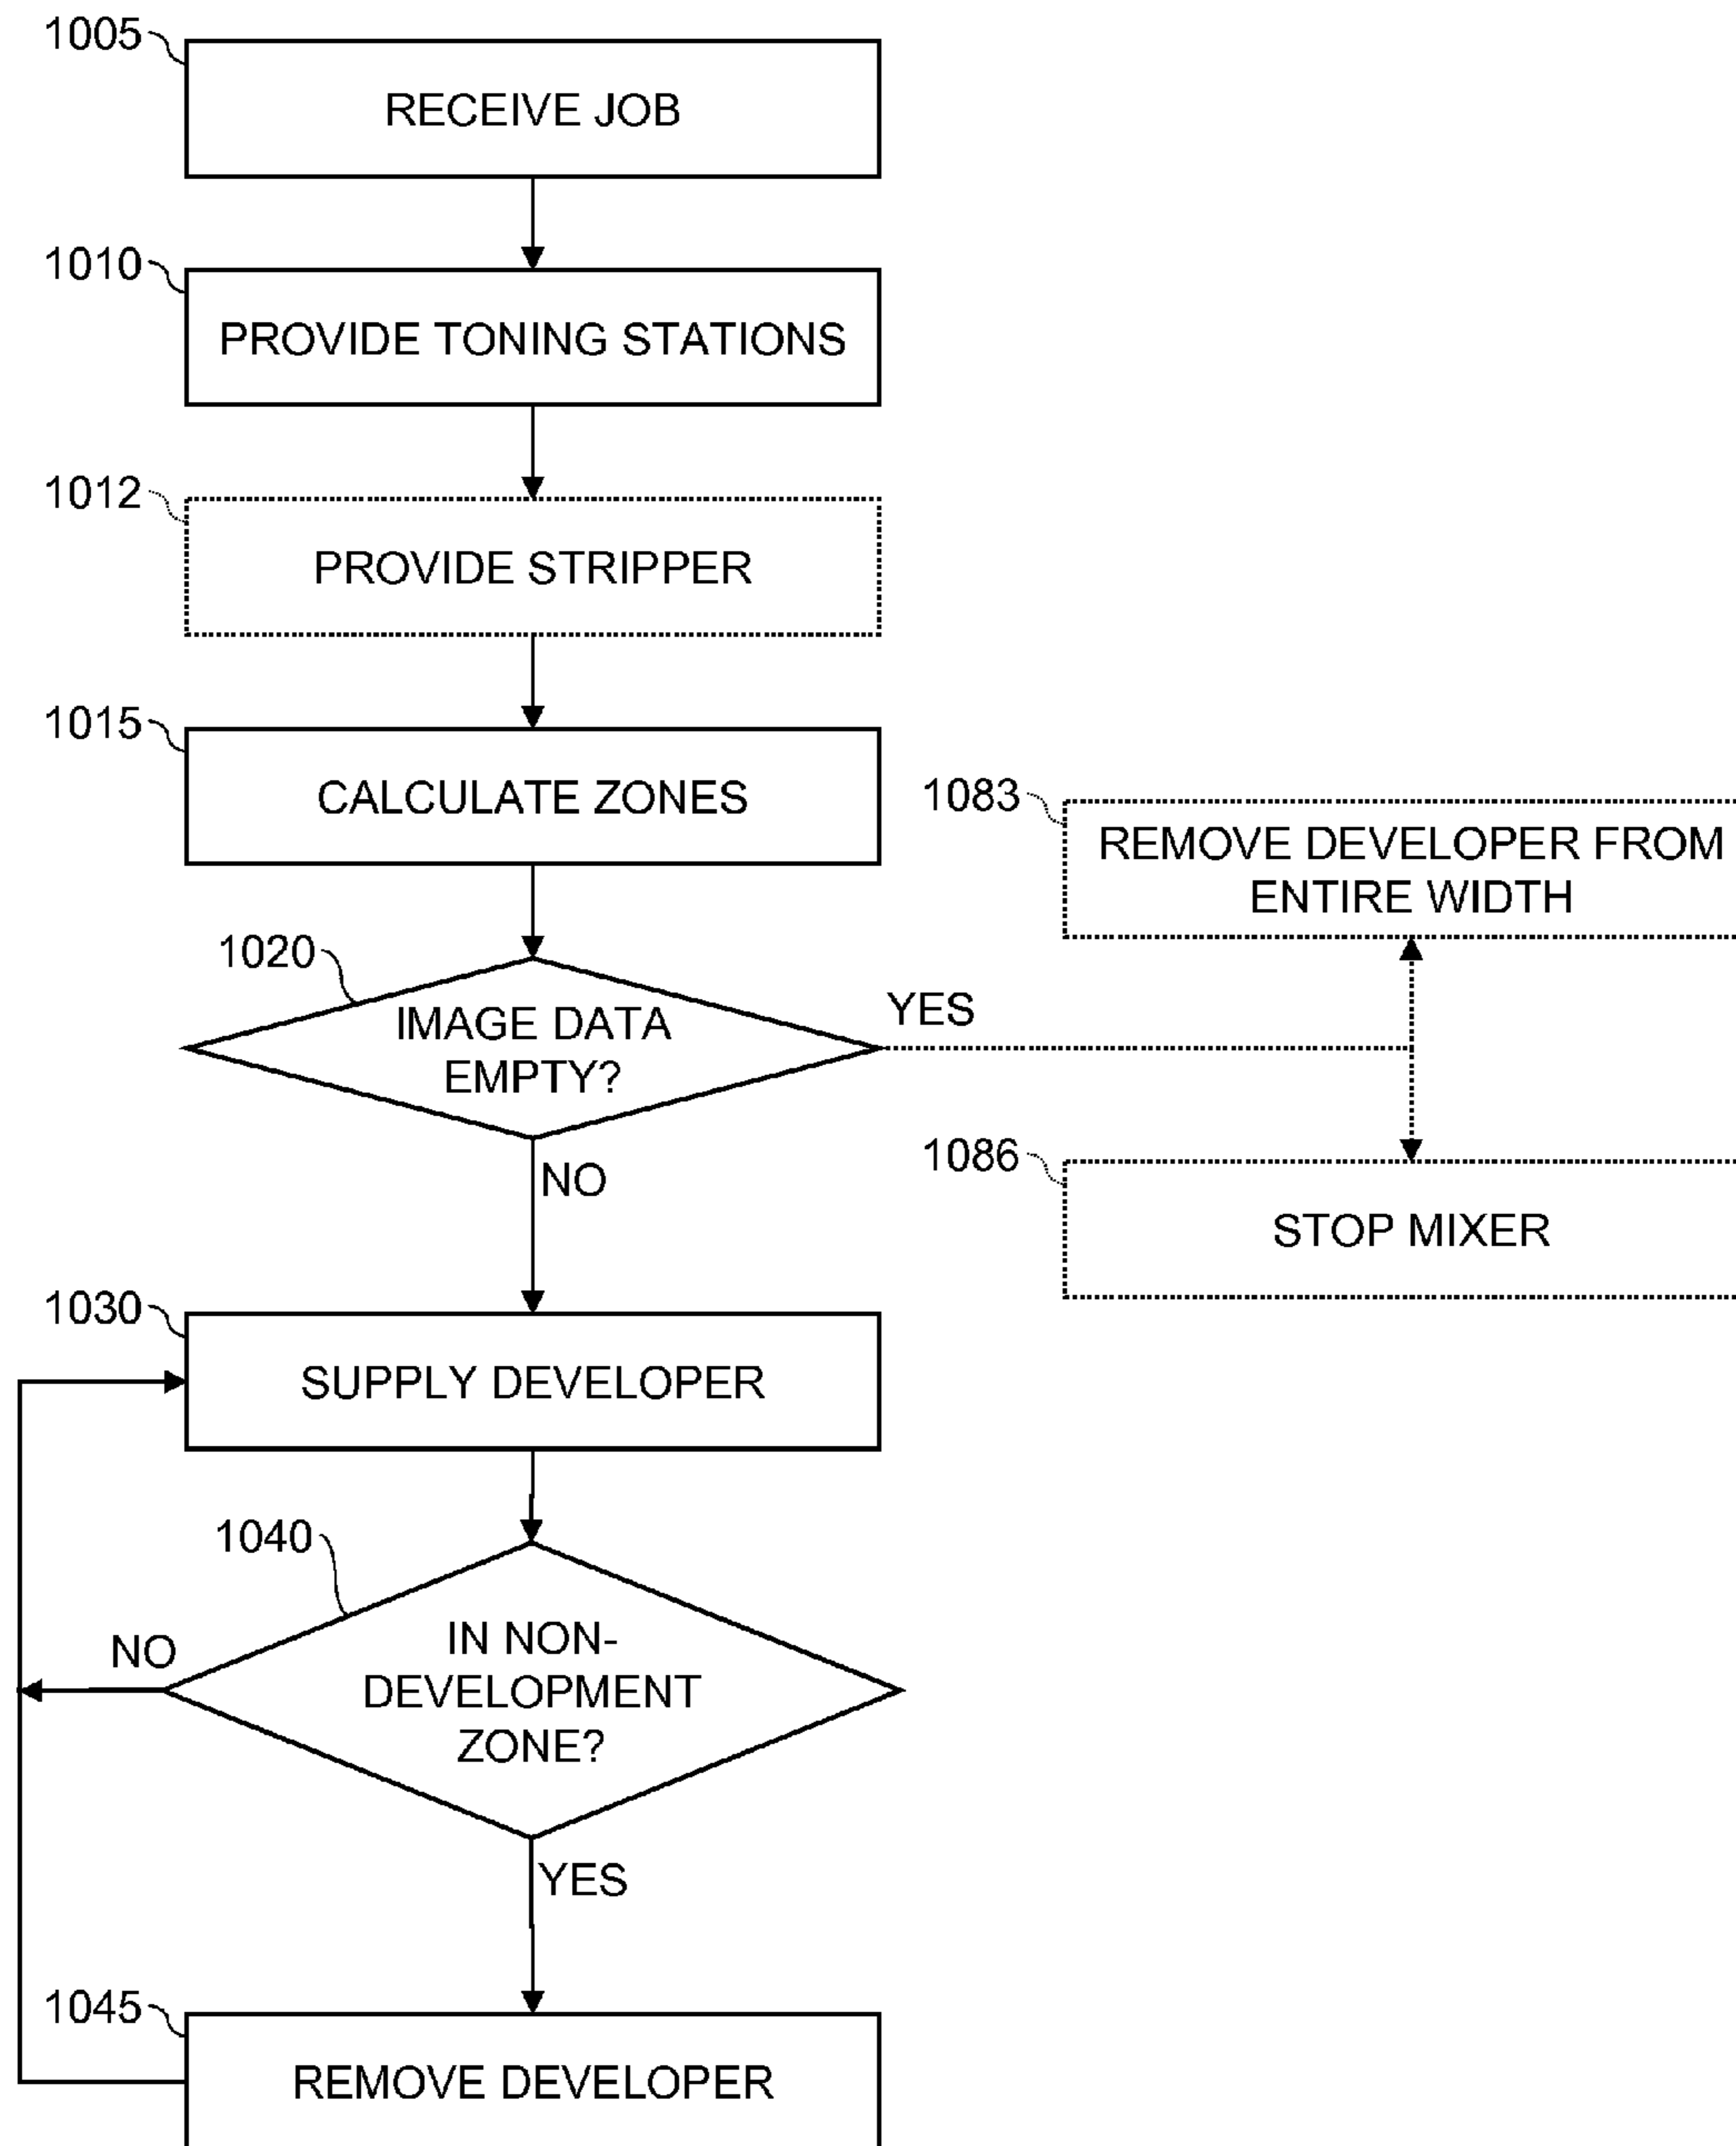 1005
RECEIVE JOB
1010
PROVIDE TONING STATIONS
1012
PROVIDE STRIPPER
1015
CALCULATE ZONES
1083
REMOVE DEVELOPER FROM
ENTIRE WIDTH
1020
IMAGE DATA
EMPTY?
YES
NO
1086
STOP MIXER
1030
SUPPLY DEVELOPER
1040
IN NON-
DEVELOPMENT
ZONE?
NO
YES
1045
REMOVE DEVELOPER